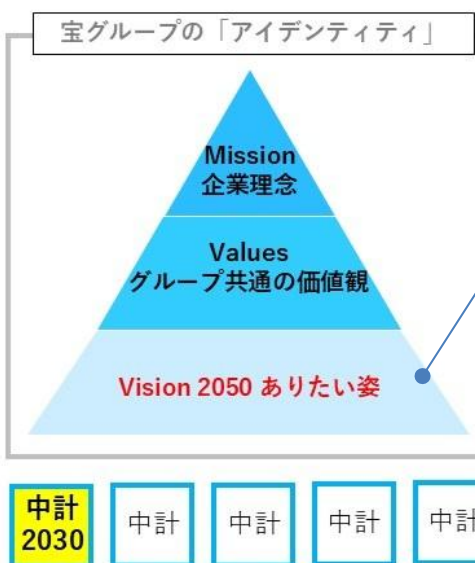 宝グループの「アイデンティティ」
Mission
企業理念
Values
グループ共通の価値観
Vision 2050 ありたい姿
中計
2030
中計
中計
中計
中計